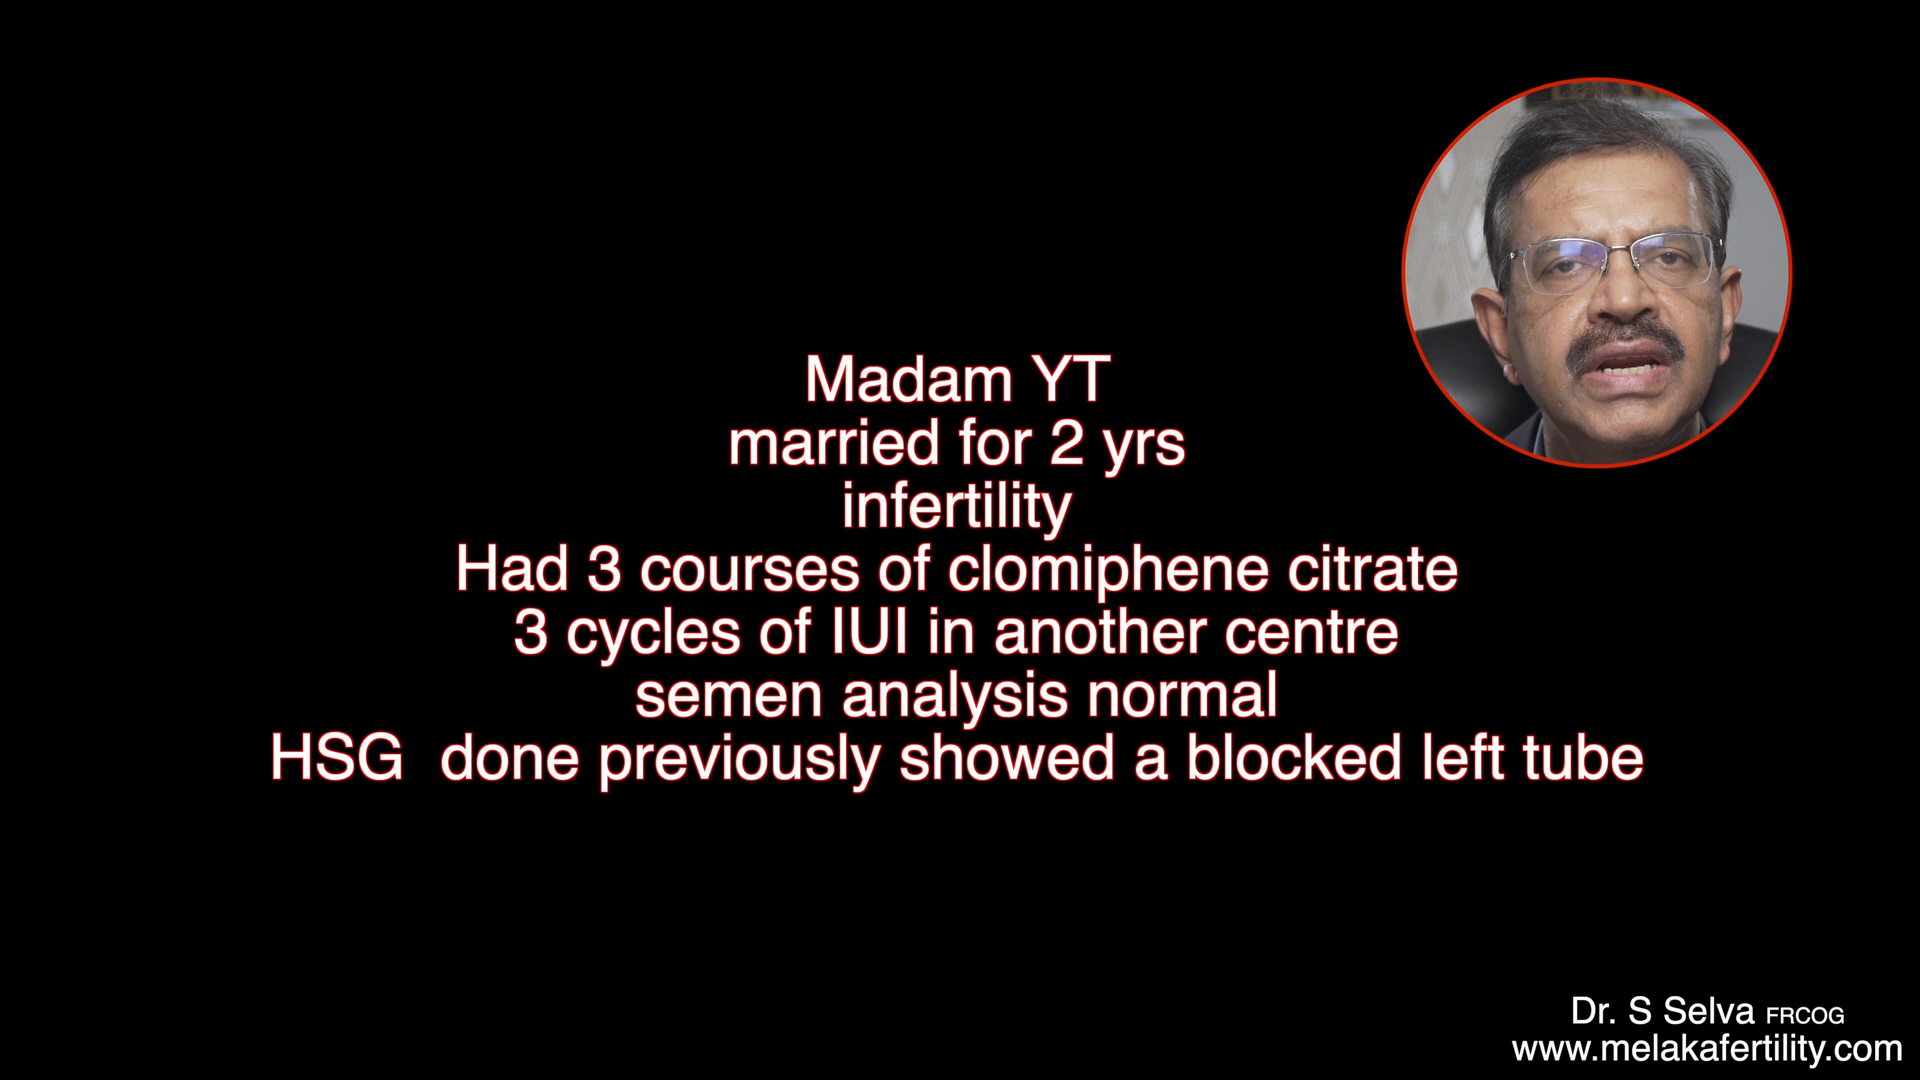 Madam YT
married for 2 yrs
infertility
Had 3 courses of clomiphene citrate
3 cycles of IUI in another centre
semen analysis normal
HSG  done previously showed a blocked left tube
Dr. S Selva FRCOG
www.melakafertility.com